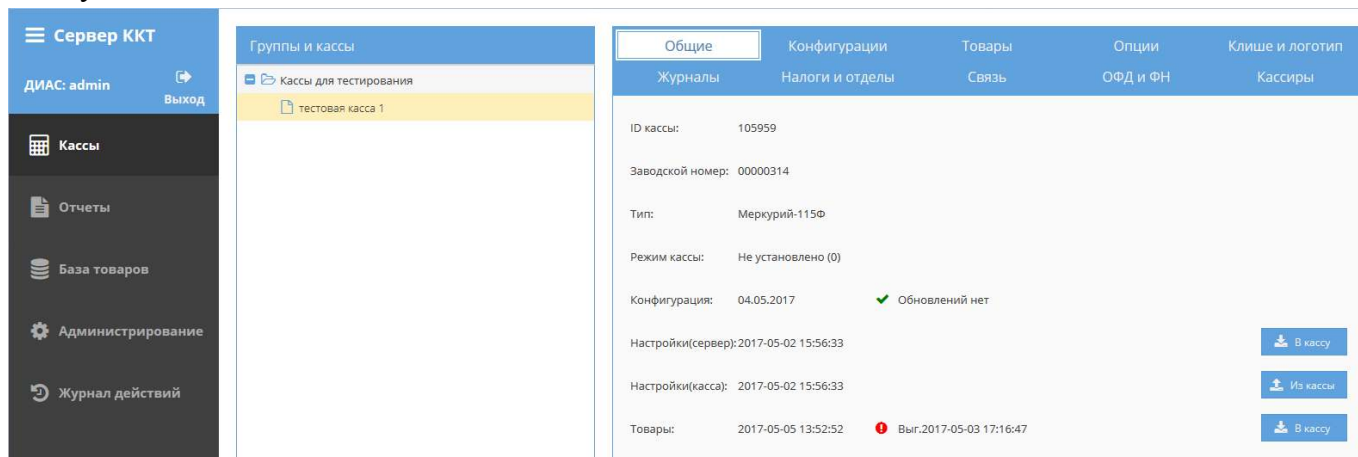 Сервер ККТ
ДИАС: admin
Выход
Кассы
Отчеты
База товаров
Администрирование
Журнал действий
Группы и кассы
Кассы для тестирования
тестовая касса 1
Общие Конфигурации Товары Опции Клише и логотип
Журналы Налоги и отделы Связь ОФД и ФН Кассиры
ID кассы: 105959
Заводской номер: 00000314
Тип: Меркурий-115Ф
Режим кассы: Не установлено (0)
Конфигурация: 04.05.2017 Обновлений нет
Настройки(сервер): 2017-05-02 15:56:33 В кассу
Настройки(касса): 2017-05-02 15:56:33 Из кассы
Товары: 2017-05-05 13:52:52 Выг.2017-05-03 17:16:47 В кассу